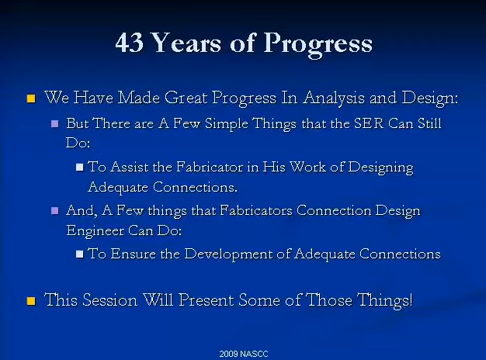 43 Years of Progress
We Have Made Great Progress In Analysis and Design:
But There are A Few Simple Things that the SER Can Still
Do:
To Assist the Fabricator in His Work of Designing
Adequate Connections.
And, A Few things that Fabricators Connection Design
Engineer Can Do:
To Ensure the Development of Adequate Connections
This Session Will Present Some of Those Things!
2009 NASCC